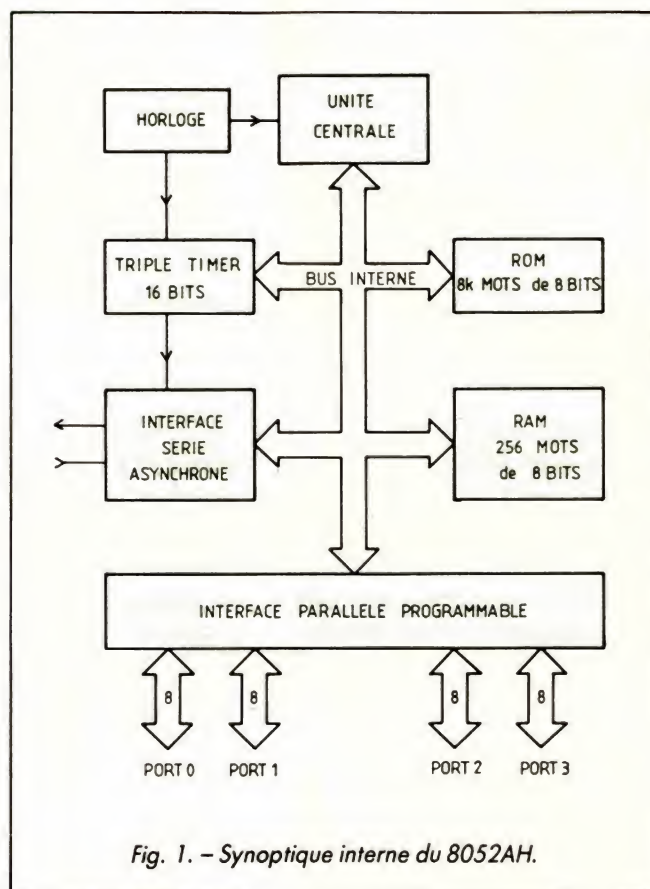 HORLOGE
UNITE
CENTRALE
TRIPLE TIMER
16 BITS
BUS INTERNE
ROM
8k MOTS de 8 BITS
INTERFACE
SERIE
ASYNCHRONE
RAM
256 MOTS
de 8 BITS
INTERFACE PARALLELE PROGRAMMABLE
8
8
8
8
PORT 0
PORT 1
PORT 2
PORT 3
Fig. 1. – Synoptique interne du 8052AH.